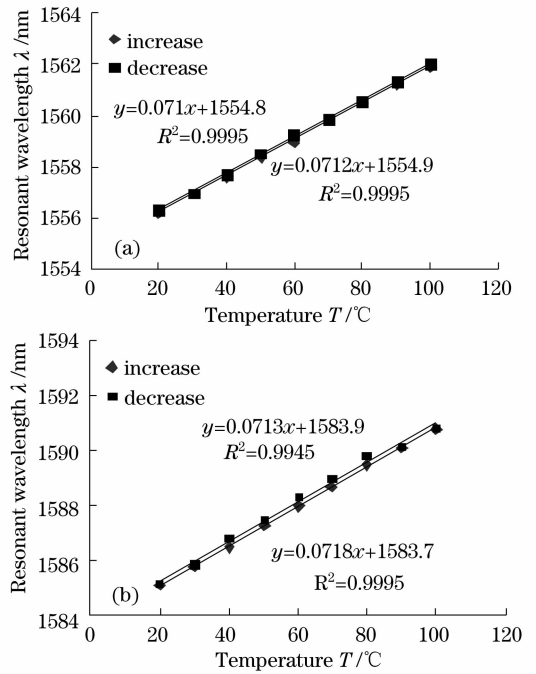 1564
1562
1560
1558
1556
1554
Resonant wavelength λ/nm
increase
decrease
y=0.071x+1554.8
R²=0.9995
y=0.0712x+1554.9
R²=0.9995
(a)
0 20 40 60 80 100 120
Temperature T/℃
1594
1592
1590
1588
1586
1584
Resonant wavelength λ/nm
increase
decrease
y=0.0713x+1583.9
R²=0.9945
y=0.0718x+1583.7
R²=0.9995
(b)
0 20 40 60 80 100 120
Temperature T/℃